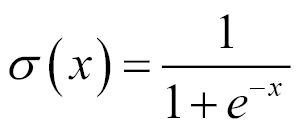 σ(x) = 1 / (1 + e^{-x})